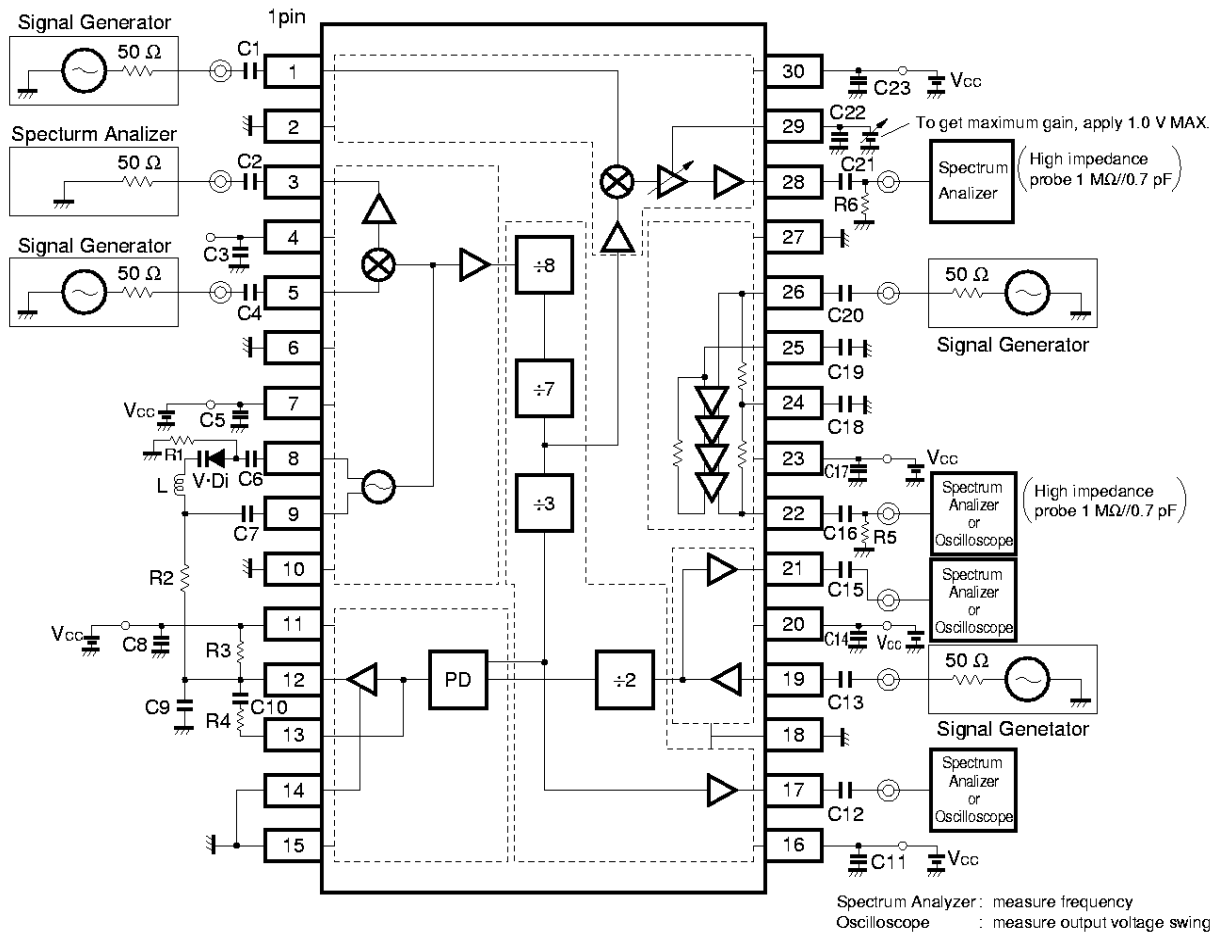 Signal Generator
50 Ω
C1
1pin
1
2
Specturm Analizer
50 Ω
C2
3
4
C3
Signal Generator
50 Ω
C4
5
6
VCC
C5
7
R1
V·Di
C6
8
L
C7
9
R2
10
VCC
C8
11
R3
12
C9
C10
R4
13
14
15
÷8
÷7
÷3
PD
÷2
30
C23
VCC
29
C22
C21
To get maximum gain, apply 1.0 V MAX.
28
R6
Spectrum
Analizer
(High impedance
probe 1 MΩ//0.7 pF)
27
26
C20
50 Ω
Signal Generator
25
C19
24
C18
23
C17
VCC
22
C16
R5
Spectrum
Analizer
or
Oscilloscope
(High impedance
probe 1 MΩ//0.7 pF)
21
C15
Spectrum
Analizer
or
Oscilloscope
20
C14
VCC
19
C13
50 Ω
Signal Genetator
18
17
C12
Spectrum
Analizer
or
Oscilloscope
16
C11
VCC
Spectrum Analyzer : measure frequency
Oscilloscope : measure output voltage swing